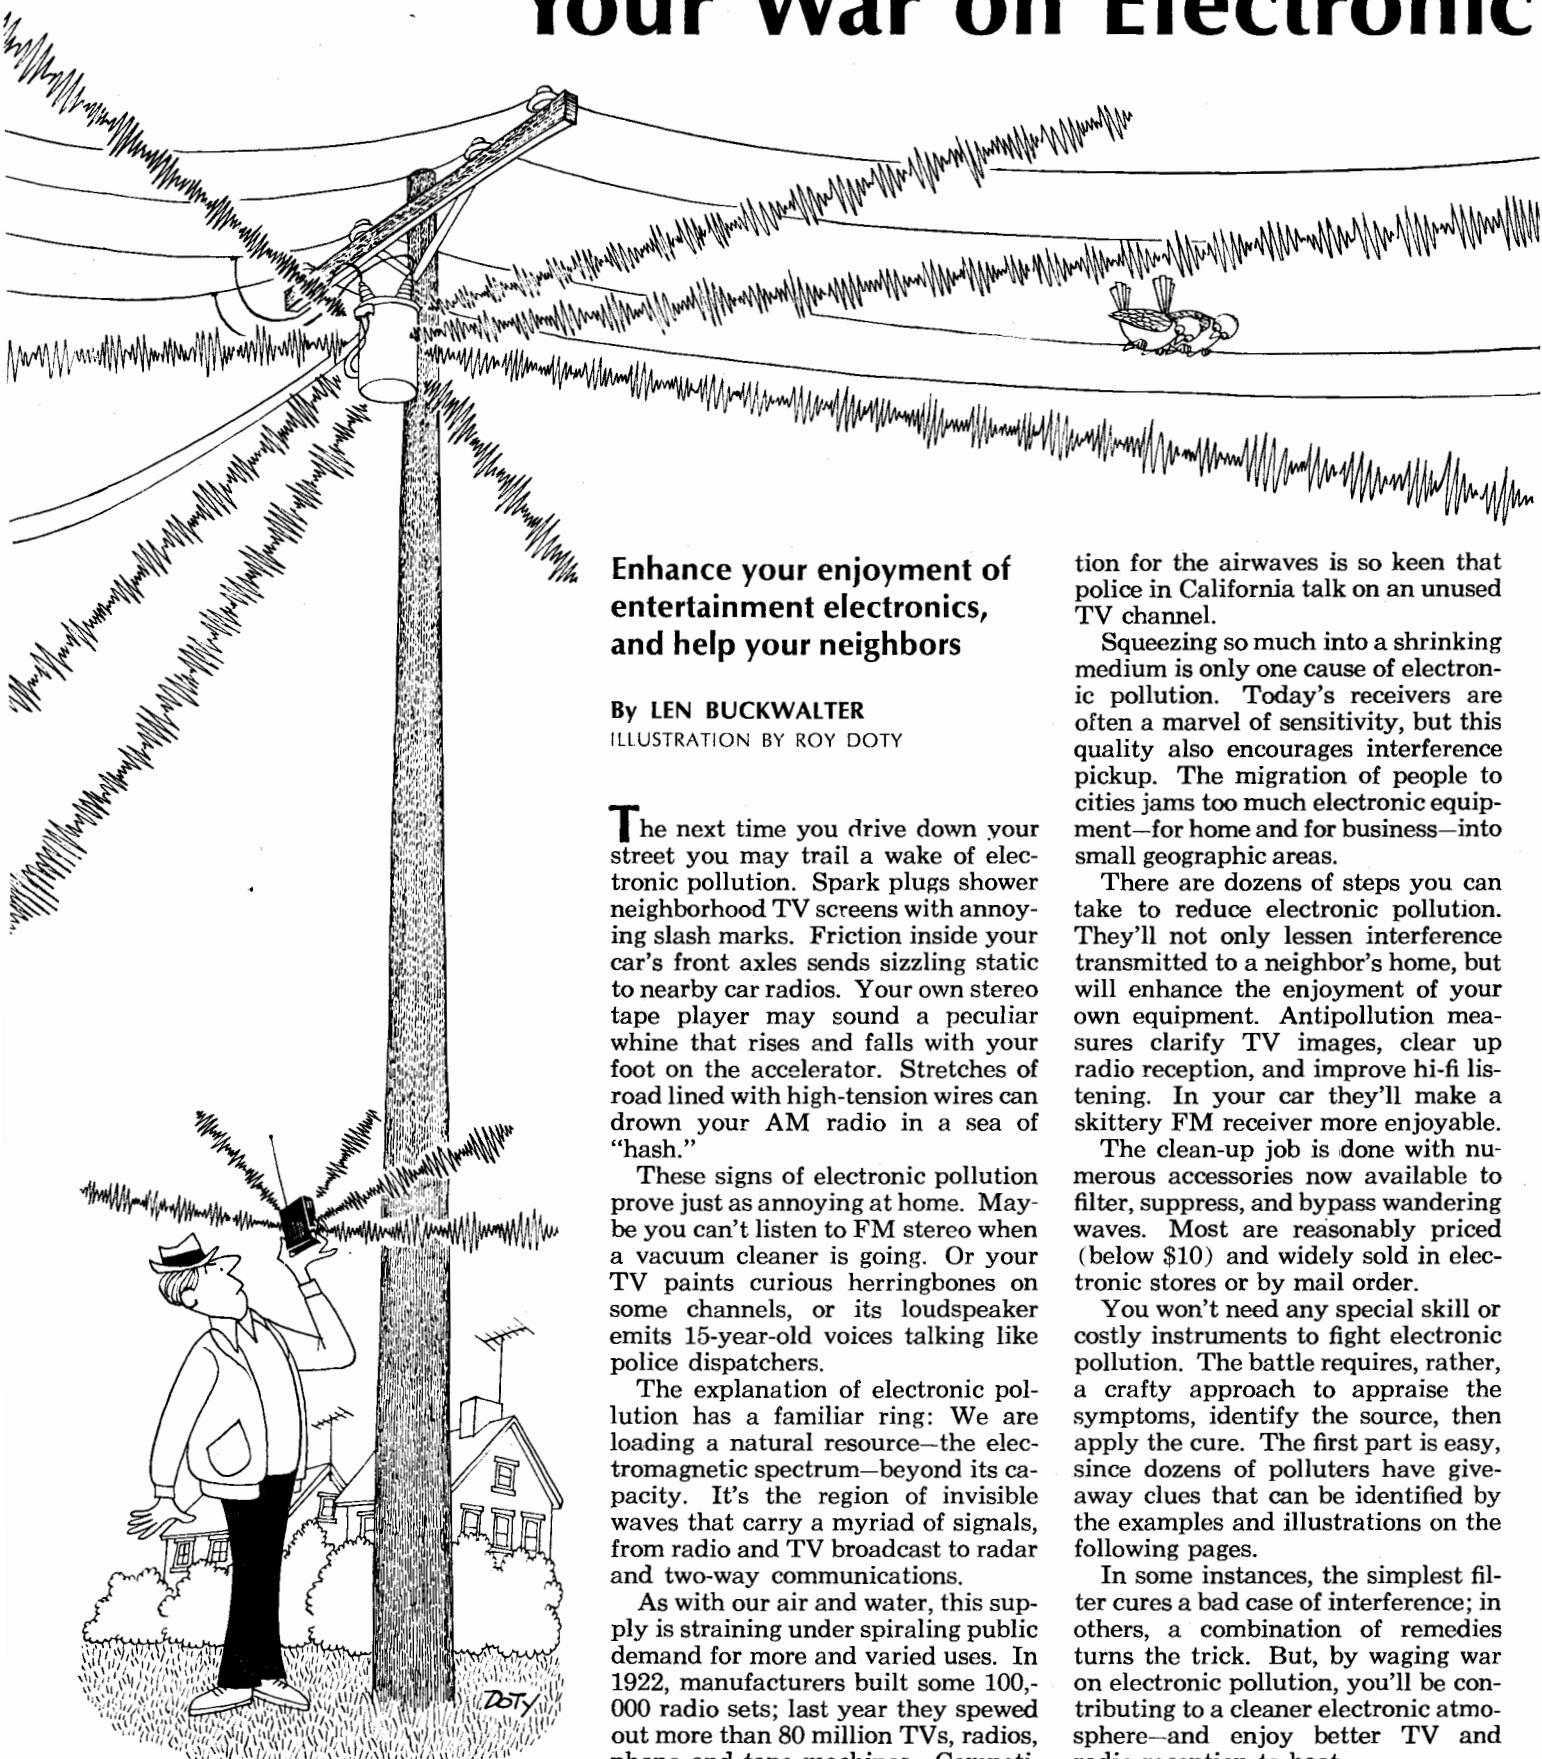 Your War on Electronic
Enhance your enjoyment of
entertainment electronics,
and help your neighbors
By LEN BUCKWALTER
ILLUSTRATION BY ROY DOTY
The next time you drive down your
street you may trail a wake of elec-
tronic pollution. Spark plugs shower
neighborhood TV screens with annoy-
ing slash marks. Friction inside your
car's front axles sends sizzling static
to nearby car radios. Your own stereo
tape player may sound a peculiar
whine that rises and falls with your
foot on the accelerator. Stretches of
road lined with high-tension wires can
drown your AM radio in a sea of
“hash.”
These signs of electronic pollution
prove just as annoying at home. May-
be you can't listen to FM stereo when
a vacuum cleaner is going. Or your
TV paints curious herringbones on
some channels, or its loudspeaker
emits 15-year-old voices talking like
police dispatchers.
The explanation of electronic pol-
lution has a familiar ring: We are
loading a natural resource—the elec-
tromagnetic spectrum—beyond its ca-
pacity. It's the region of invisible
waves that carry a myriad of signals,
from radio and TV broadcast to radar
and two-way communications.
As with our air and water, this sup-
ply is straining under spiraling public
demand for more and varied uses. In
1922, manufacturers built some 100,-
000 radio sets; last year they spewed
out more than 80 million TVs, radios,
phono and tape machines. Competi-
tion for the airwaves is so keen that
police in California talk on an unused
TV channel.
Squeezing so much into a shrinking
medium is only one cause of electron-
ic pollution. Today's receivers are
often a marvel of sensitivity, but this
quality also encourages interference
pickup. The migration of people to
cities jams too much electronic equip-
ment—for home and for business—into
small geographic areas.
There are dozens of steps you can
take to reduce electronic pollution.
They'll not only lessen interference
transmitted to a neighbor's home, but
will enhance the enjoyment of your
own equipment. Antipollution mea-
sures clarify TV images, clear up
radio reception, and improve hi-fi lis-
tening. In your car they'll make a
skittery FM receiver more enjoyable.
The clean-up job is done with nu-
merous accessories now available to
filter, suppress, and bypass wandering
waves. Most are reasonably priced
(below $10) and widely sold in elec-
tronic stores or by mail order.
You won't need any special skill or
costly instruments to fight electronic
pollution. The battle requires, rather,
a crafty approach to appraise the
symptoms, identify the source, then
apply the cure. The first part is easy,
since dozens of polluters have give-
away clues that can be identified by
the examples and illustrations on the
following pages.
In some instances, the simplest fil-
ter cures a bad case of interference; in
others, a combination of remedies
turns the trick. But, by waging war
on electronic pollution, you'll be con-
tributing to a cleaner electronic atmo-
sphere—and enjoy better TV and
radio reception to boot.
DOTY